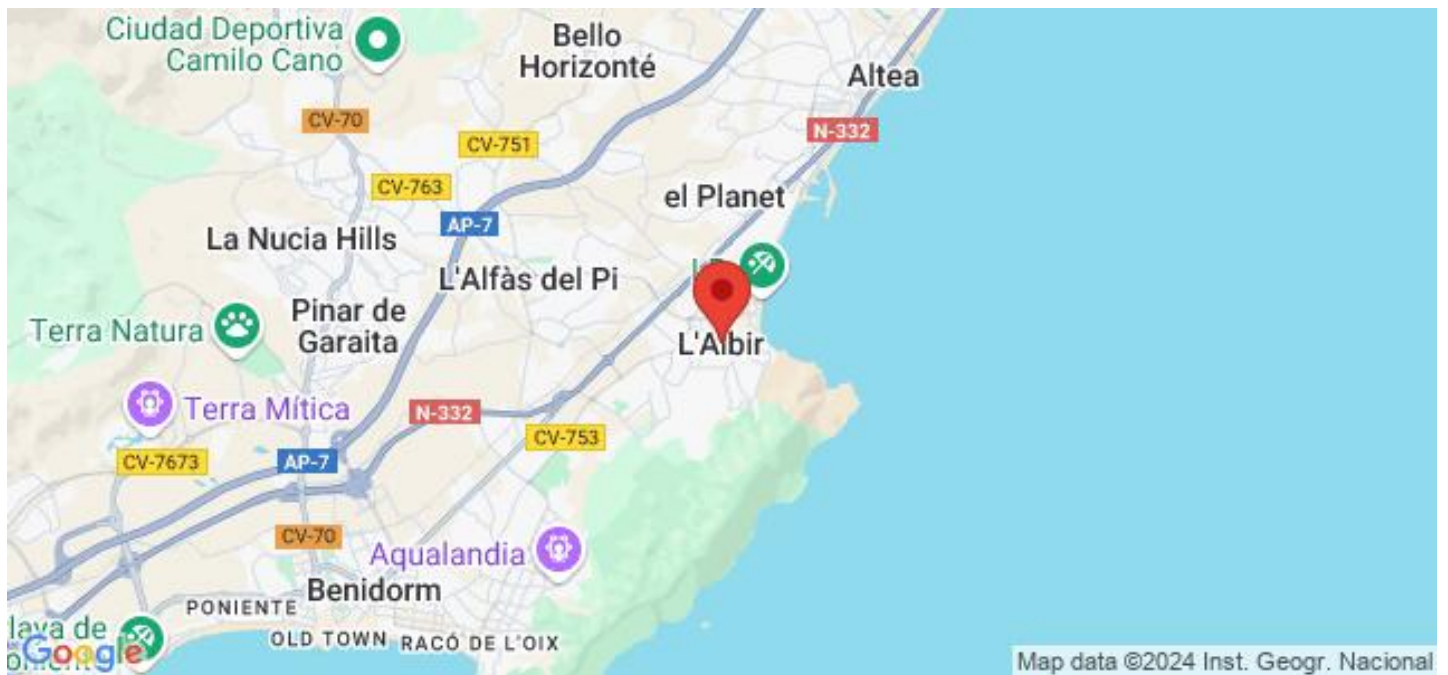 Ciudad Deportiva
Camilo Cano
Bello
Horizonté
Altea
CV-70
N-332
CV-751
CV-763
el Planet
AP-7
La Nucia Hills
L'Alfàs del Pi
Pinar de
Garaita
Terra Natura
L'Albir
Terra Mítica
N-332
CV-753
CV-7673
AP-7
CV-70
Aqualandia
Benidorm
PONIENTE
OLD TOWN
RACÓ DE L'OIX
de
Google
Map data ©2024 Inst. Geogr. Nacional